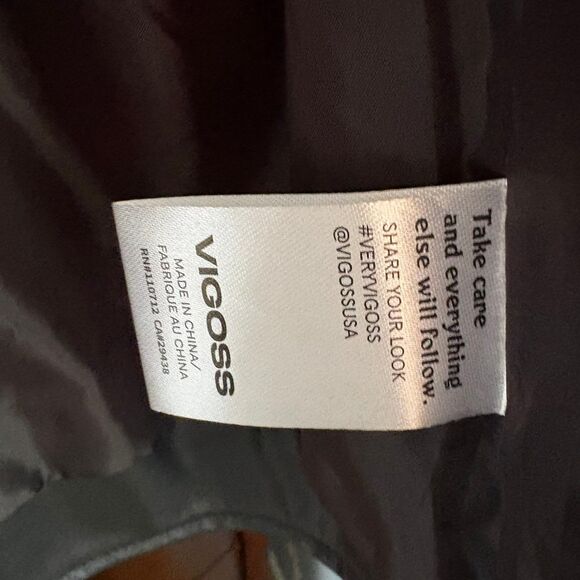 Take care
and everything
else will follow.
SHARE YOUR LOOK
#VERYVIGOSS
@VIGOSSUSA
VIGOSS
MADE IN CHINA/
FABRIQUE AU CHINA
RN#110712 CA#29438